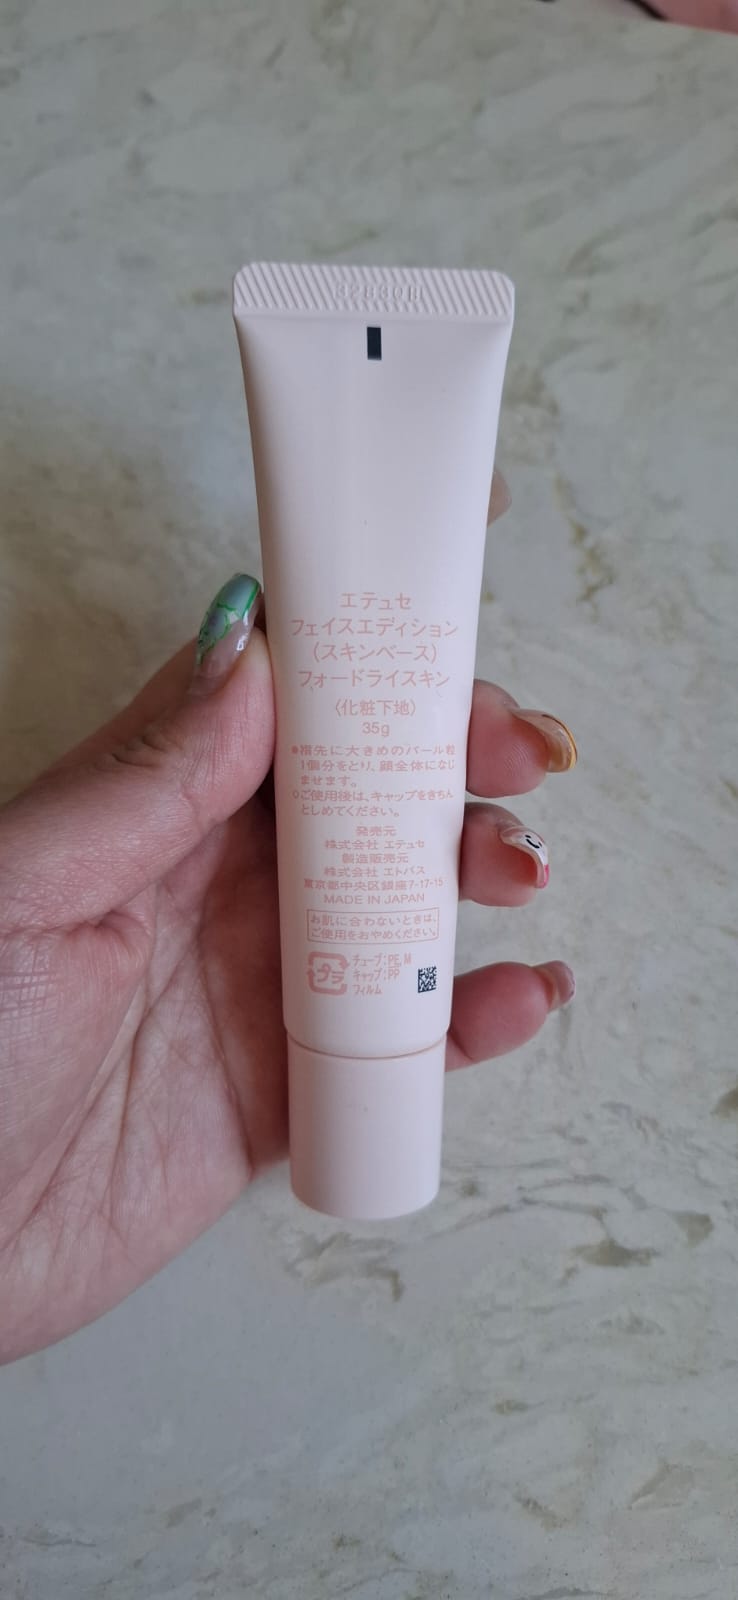 エテュセ
フェイスエディション
(スキンベース)
フォードライスキン
〈化粧下地〉
35g
●指先に大きめのパール粒
1個分をとり、顔全体になじ
ませます。
○ご使用後は、キャップをきちん
としめてください。
発売元
株式会社 エテュセ
製造販売元
株式会社 エトバス
東京都中央区銀座7-17-15
MADE IN JAPAN
お肌に合わないときは、
ご使用をおやめください。
プラ
チューブ:PE, M
キャップ:PP
フィルム